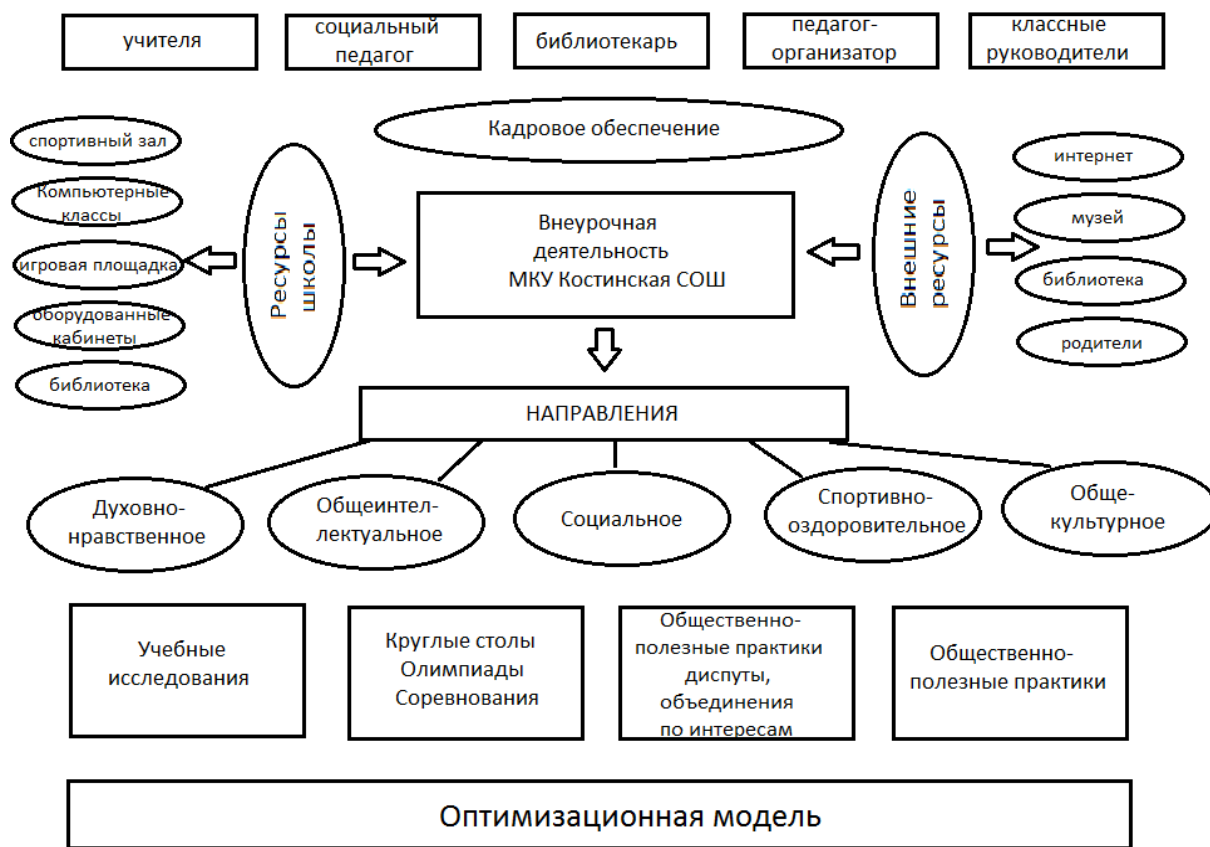 учителя
социальный
педагог
библиотекарь
педагог-
организатор
классные
руководители
Кадровое обеспечение
спортивный зал
Компьютерные
классы
игровая площадка
оборудованные
кабинеты
библиотека
Ресурсы
школы
Внеурочная
деятельность
МКУ Костинская СОШ
Внешние
ресурсы
интернет
музей
библиотека
родители
НАПРАВЛЕНИЯ
Духовно-
нравственное
Общеинтел-
лектуальное
Социальное
Спортивно-
оздоровительное
Обще-
культурное
Учебные
исследования
Круглые столы
Олимпиады
Соревнования
Общественно-
полезные практики
диспуты,
объединения
по интересам
Общественно-
полезные практики
Оптимизационная модель